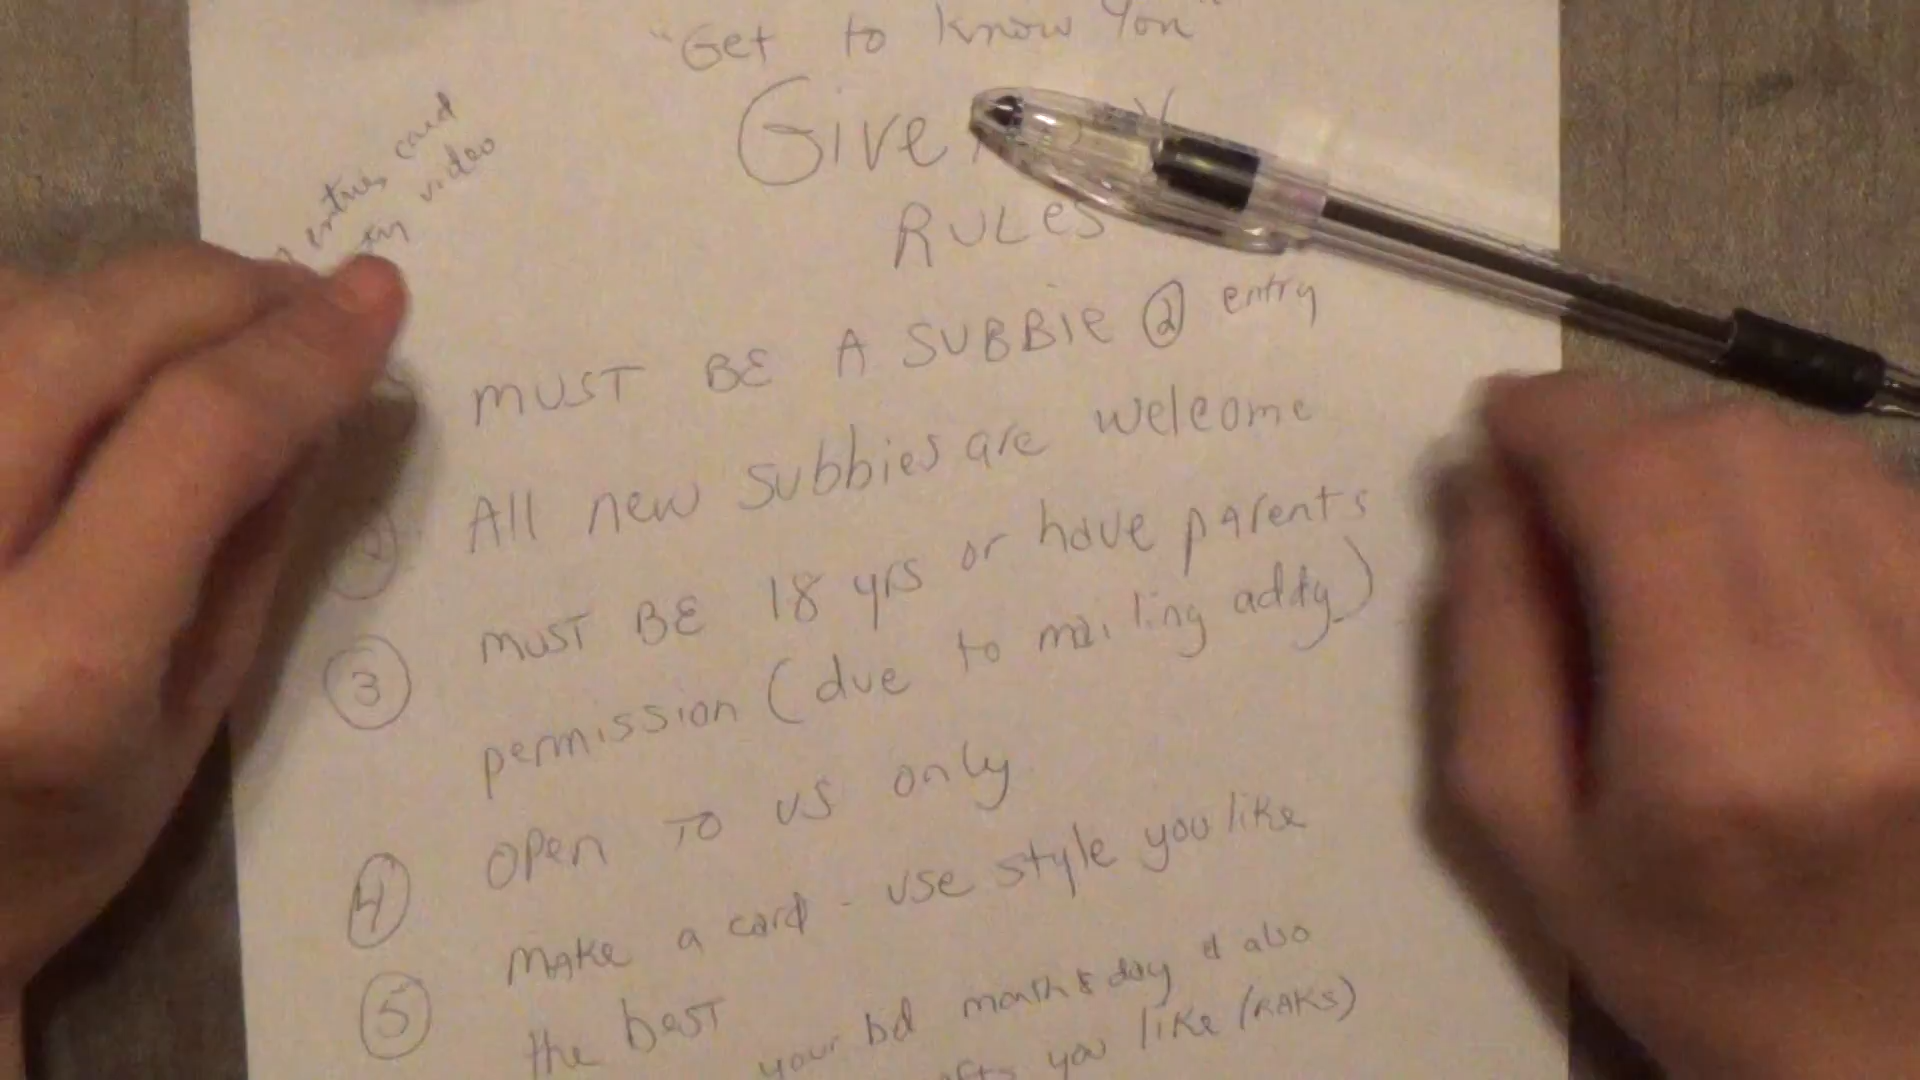 "Get to know You"
Give
RULES
entries card
video
MUST BE A SUBBIE @ entry
All new subbies are welcome
③ MUST BE 18 yrs or have parents
permission (due to mailing addy)
④ OPEN TO US only
⑤ MAKE a card - use style you like
the best
your bd month & day & also
you like (RAKS)